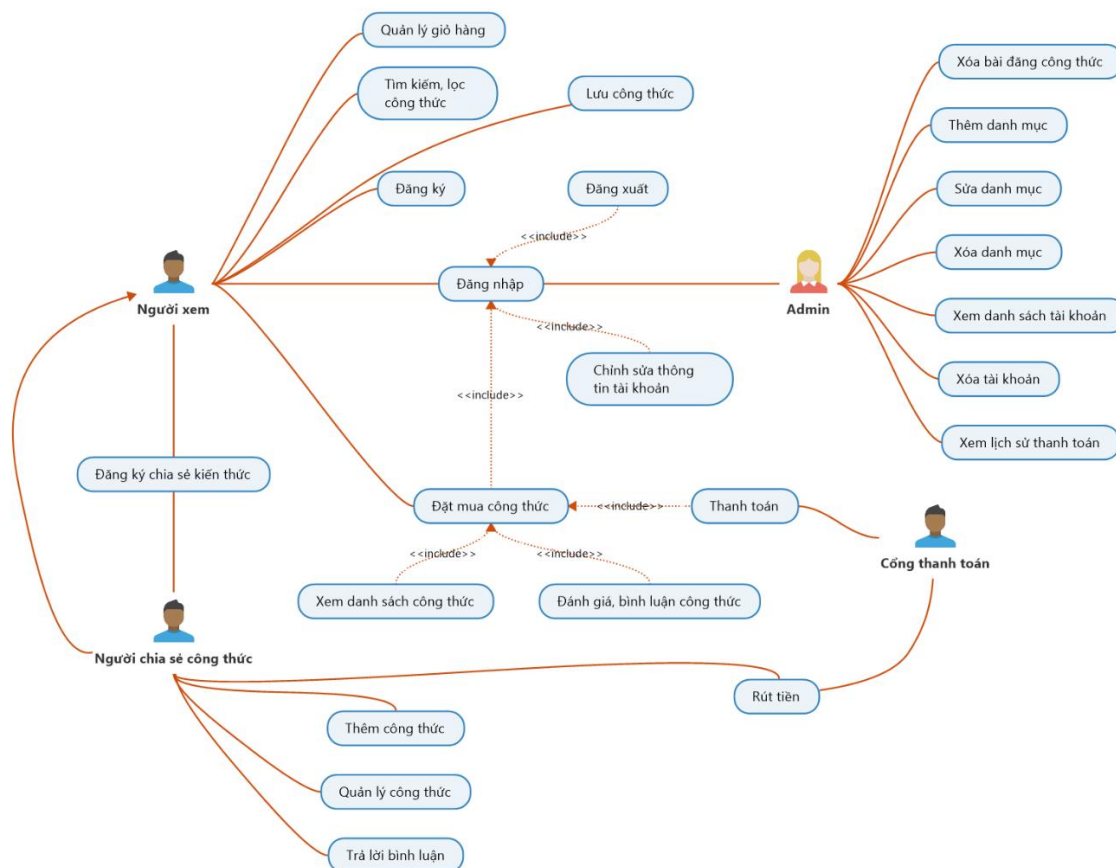 Quản lý giỏ hàng
Tìm kiếm, lọc
công thức
Lưu công thức
Đăng ký
Đăng xuất
<<include>>
Người xem
Đăng nhập
Admin
<<include>>
Chỉnh sửa thông
tin tài khoản
<<include>>
Xóa bài đăng công thức
Thêm danh mục
Sửa danh mục
Xóa danh mục
Xem danh sách tài khoản
Xóa tài khoản
Xem lịch sử thanh toán
Đăng ký chia sẻ kiến thức
Đặt mua công thức
<<include>>
Thanh toán
Cổng thanh toán
<<include>>
<<include>>
Xem danh sách công thức
Đánh giá, bình luận công thức
Người chia sẻ công thức
Rút tiền
Thêm công thức
Quản lý công thức
Trả lời bình luận